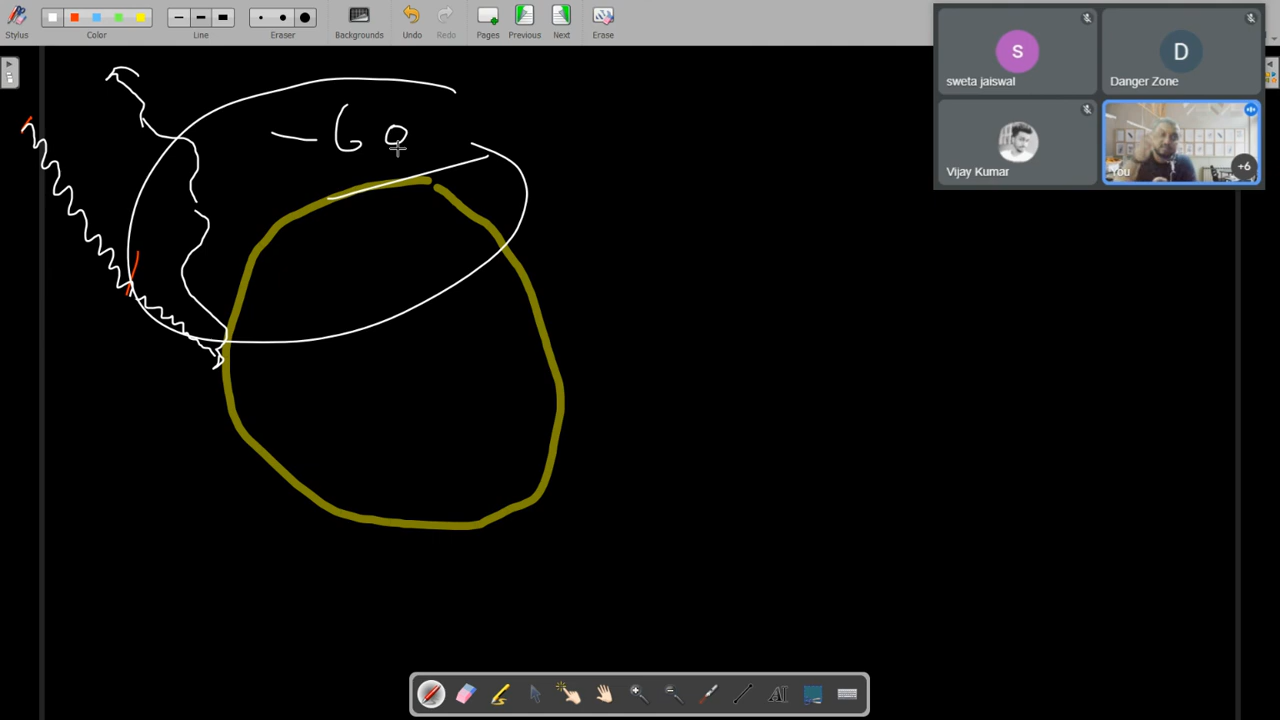 Stylus
Color
Line
Eraser
Backgrounds
Undo
Redo
Pages
Previous
Next
Erase
S
sweta jaiswal
D
Danger Zone
Vijay Kumar
You
+6
- 60
AI